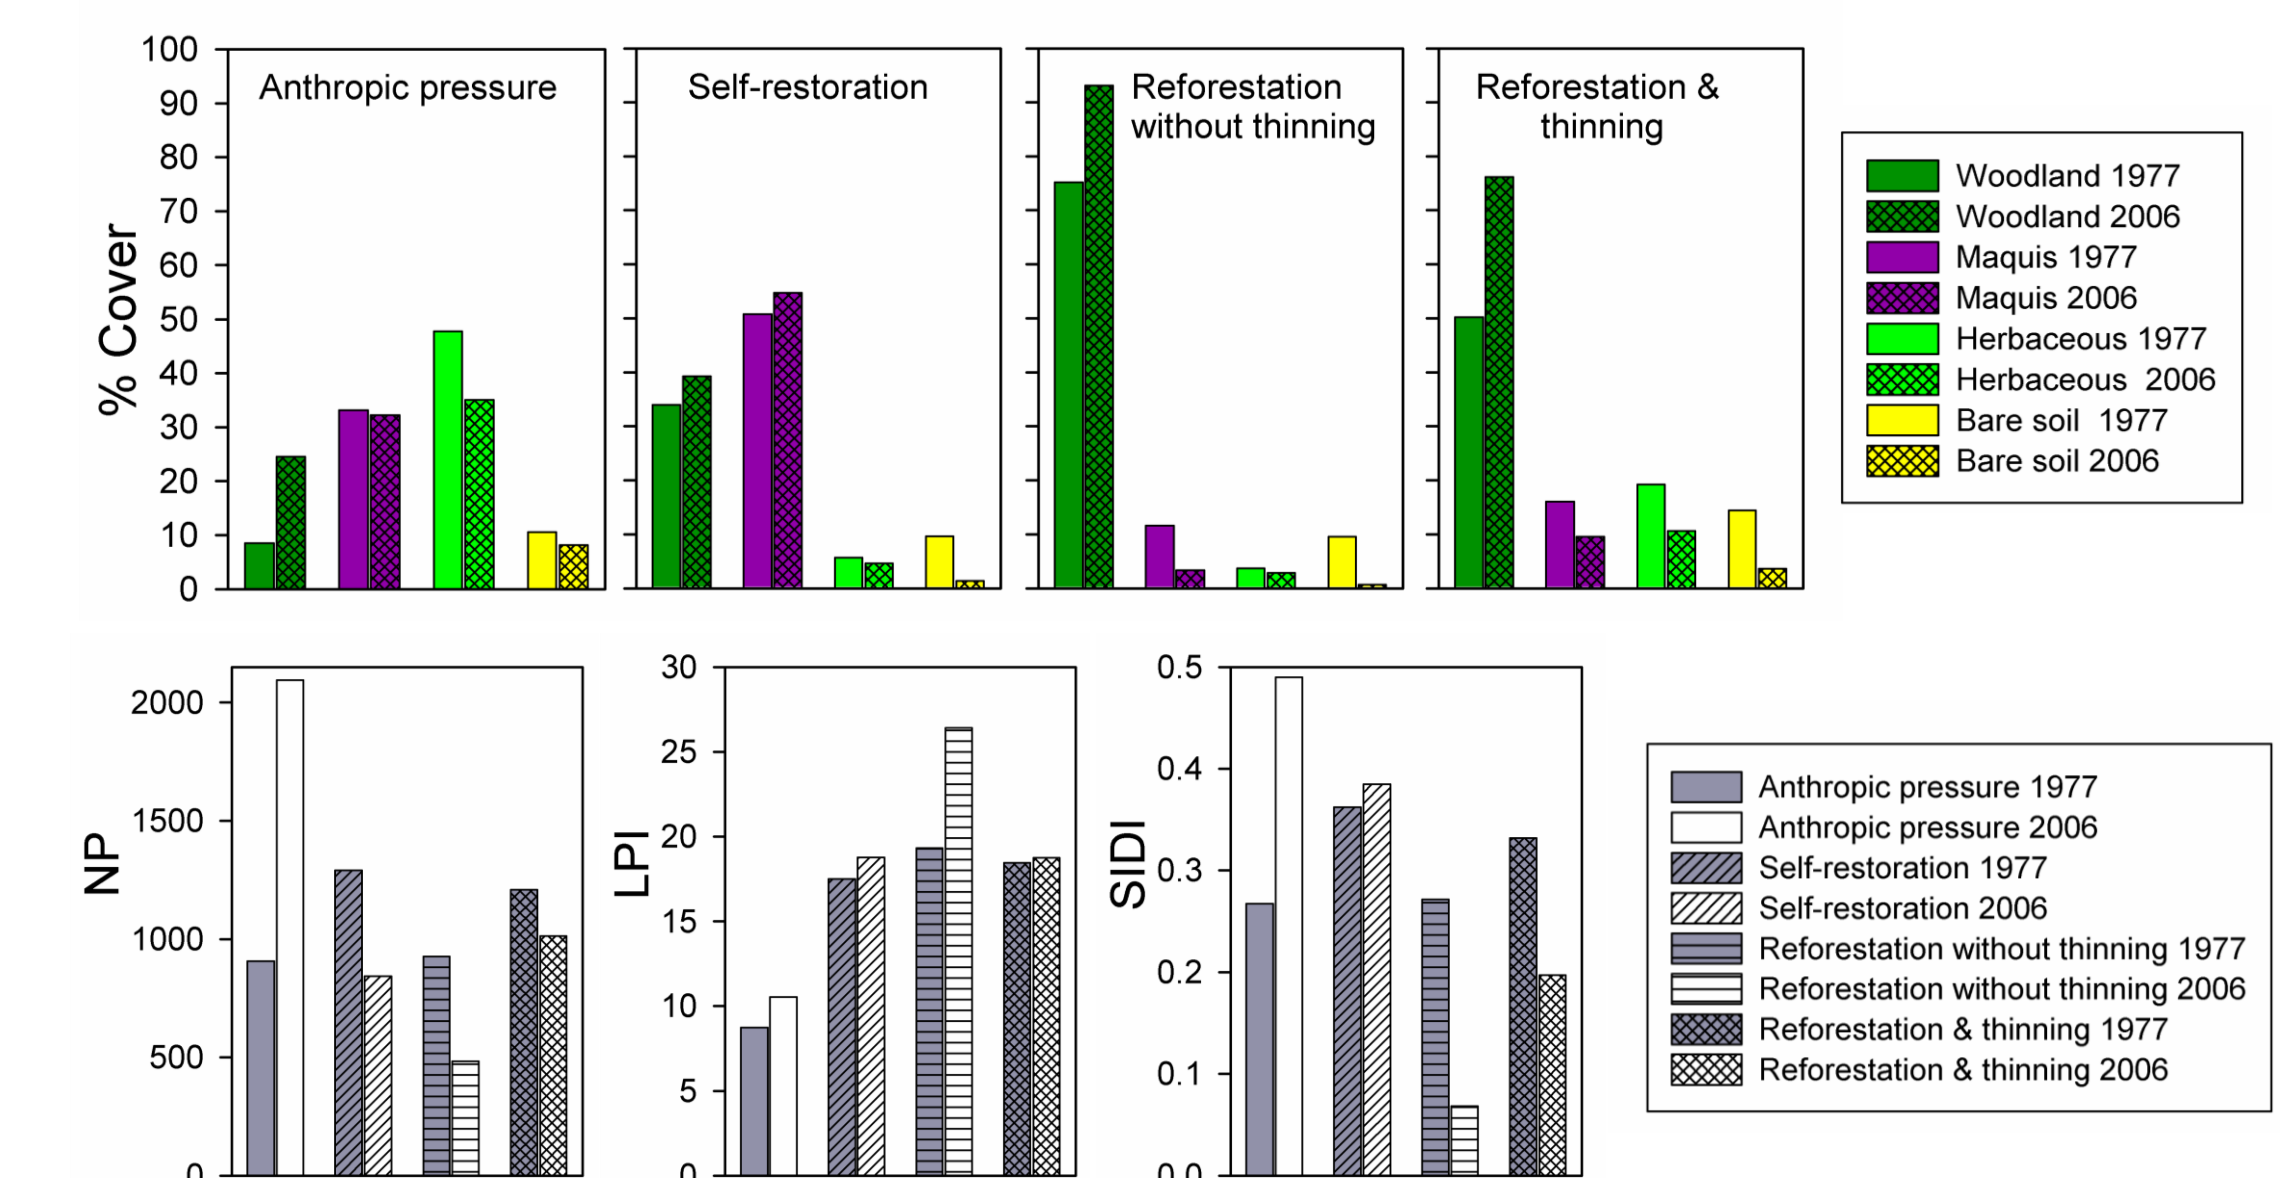 Anthropic pressure
Self-restoration
Reforestation
without thinning
Reforestation &
thinning
% Cover
100
90
80
70
60
50
40
30
20
10
0
Woodland 1977
Woodland 2006
Maquis 1977
Maquis 2006
Herbaceous 1977
Herbaceous 2006
Bare soil 1977
Bare soil 2006
NP
2000
1500
1000
500
0
LPI
30
25
20
15
10
5
0
SIDI
0.5
0.4
0.3
0.2
0.1
0.0
Anthropic pressure 1977
Anthropic pressure 2006
Self-restoration 1977
Self-restoration 2006
Reforestation without thinning 1977
Reforestation without thinning 2006
Reforestation & thinning 1977
Reforestation & thinning 2006